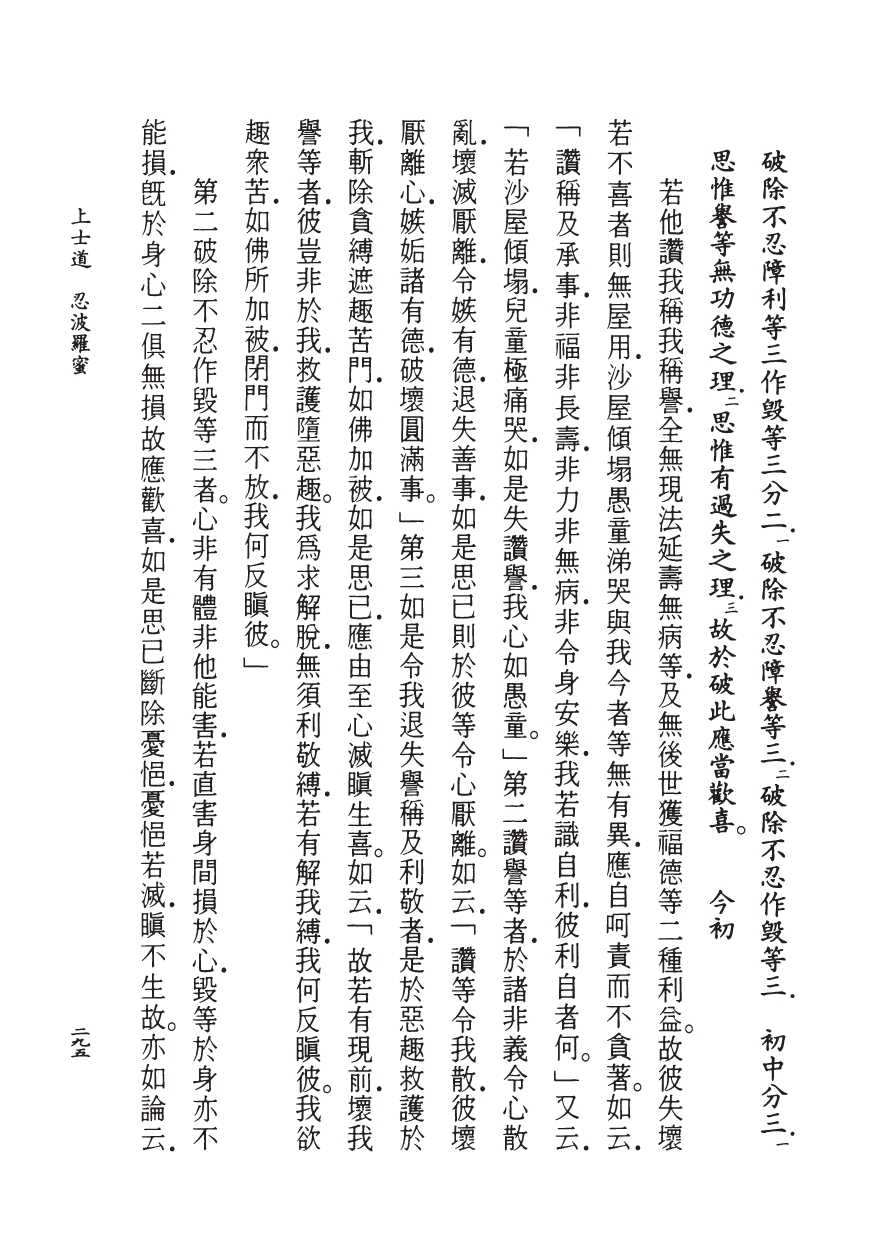 破除不忍障利等三作毀等三分二．一破除不忍障譽等三．二破除不忍作毀等三．　初中分三．一
思惟譽等無功德之理．二思惟有過失之理．三故於破此應當歡喜。　今初
若他讚我稱我稱譽．全無現法延壽無病等．及無後世獲福德等二種利益。故彼失壞
若不喜者則無屋用．沙屋傾塌愚童涕哭與我今者等無有異．應自呵責而不貪著。如云．
「讚稱及承事．非福非長壽．非力非無病．非令身安樂．我若識自利．彼利自者何。」又云．
「若沙屋傾塌．兒童極痛哭．如是失讚譽．我心如愚童。」第二讚譽等者．於諸非義令心散
亂．壞滅厭離．令嫉有德．退失善事．如是思已則於彼等令心厭離。如云．「讚等令我散．彼壞
厭離心．嫉妬諸有德．破壞圓滿事。」第三如是令我退失譽稱及利敬者．是於惡趣救護於
我．斬除貪縛遮趣苦門．如佛加被．如是思已．應由至心滅瞋生喜。如云．「故若有現前．壞我
譽等者．彼豈非於我．救護墮惡趣。我爲求解脫．無須利敬縛．若有解我縛．我何反瞋彼。我欲
趣衆苦．如佛所加被．閉門而不放．我何反瞋彼。」
第二破除不忍作毀等三者。心非有體非他能害．若直害身間損於心．毀等於身亦不
能損．旣於身心二俱無損故應歡喜．如是思已斷除憂悒．憂悒若滅．瞋不生故。亦如論云．
上士道　忍波羅蜜
二九五